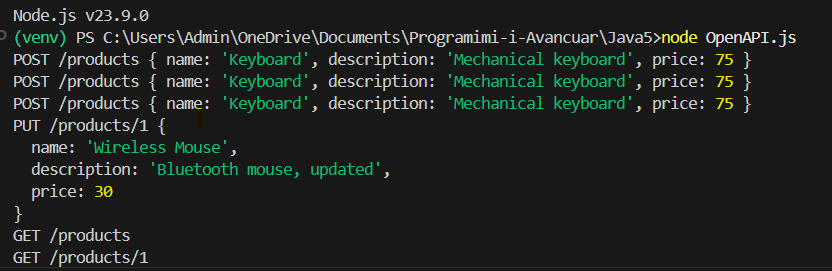 Node.js v23.9.0
(venv) PS C:\Users\Admin\OneDrive\Documents\Programimi-i-Avancuar\Java5>node OpenAPI.js
POST /products { name: 'Keyboard', description: 'Mechanical keyboard', price: 75 }
POST /products { name: 'Keyboard', description: 'Mechanical keyboard', price: 75 }
POST /products { name: 'Keyboard', description: 'Mechanical keyboard', price: 75 }
PUT /products/1 {
  name: 'Wireless Mouse',
  description: 'Bluetooth mouse, updated',
  price: 30
}
GET /products
GET /products/1